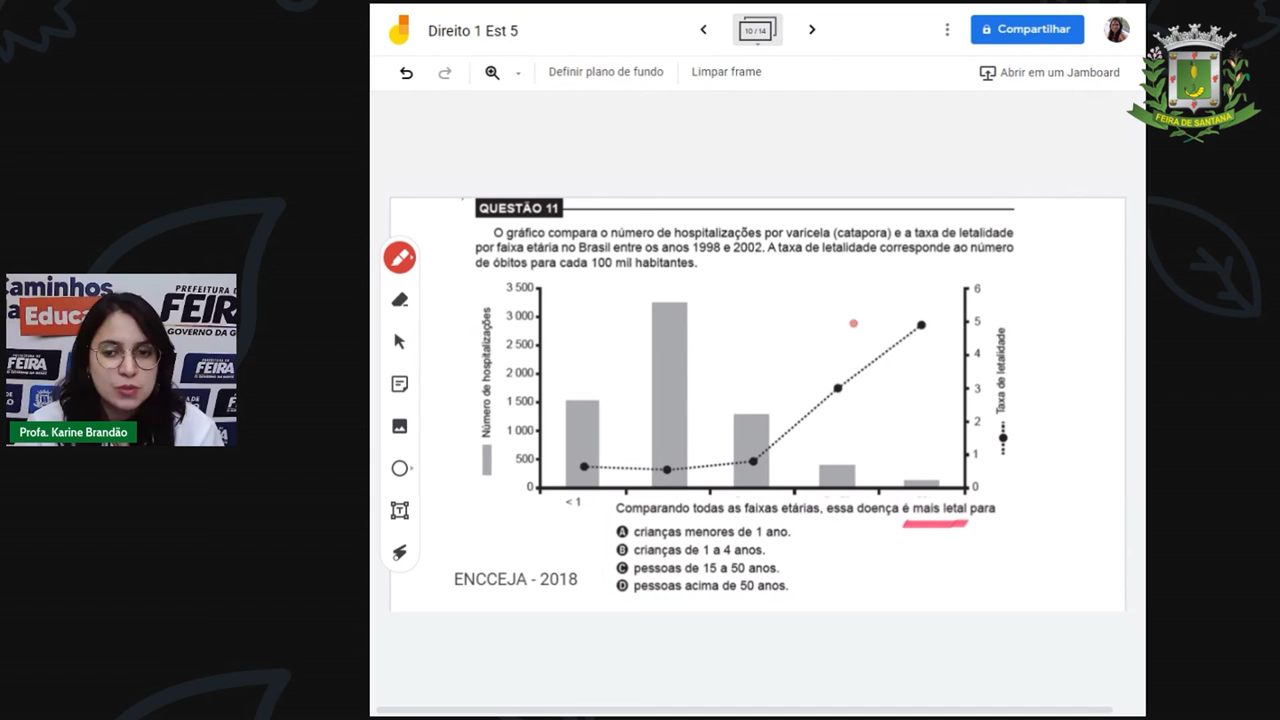 Direito 1 Est 5
10 / 14
Compartilhar
Definir plano de fundo
Limpar frame
Abrir em um Jamboard
FEIRA DE SANTANA
QUESTÃO 11
O gráfico compara o número de hospitalizações por varicela (catapora) e a taxa de letalidade
por faixa etária no Brasil entre os anos 1998 e 2002. A taxa de letalidade corresponde ao número
de óbitos para cada 100 mil habitantes.
Número de hospitalizações
3 500
3 000
2 500
2 000
1 500
1 000
500
0
6
5
4
3
2
1
0
Taxa de letalidade
< 1
Comparando todas as faixas etárias, essa doença é mais letal para
A crianças menores de 1 ano.
B crianças de 1 a 4 anos.
C pessoas de 15 a 50 anos.
D pessoas acima de 50 anos.
ENCCEJA - 2018
Caminhos
Educa
PREFEITURA DE
FEIR
GOVERNO DA G
FEIRA
FEIRA
Profa. Karine Brandão